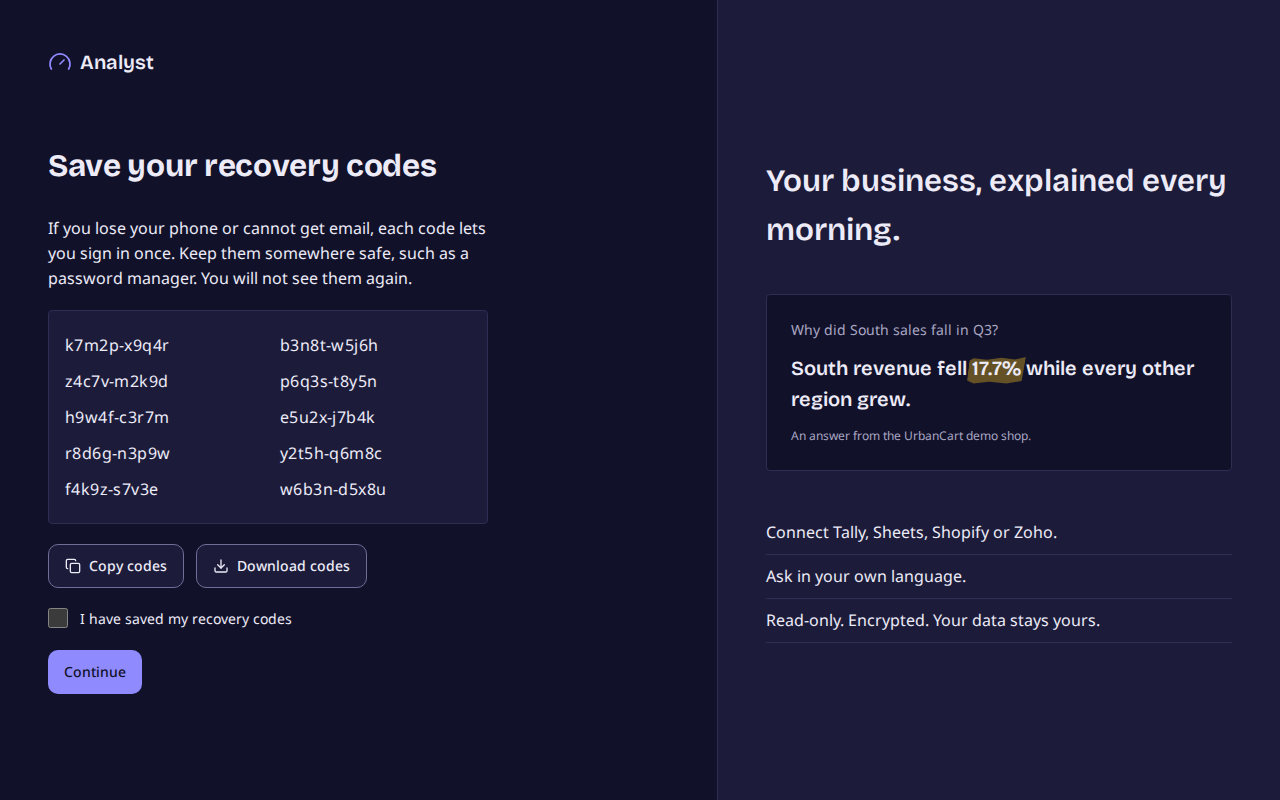 Analyst
Save your recovery codes
If you lose your phone or cannot get email, each code lets
you sign in once. Keep them somewhere safe, such as a
password manager. You will not see them again.
k7m2p-x9q4r b3n8t-w5j6h
z4c7v-m2k9d p6q3s-t8y5n
h9w4f-c3r7m e5u2x-j7b4k
r8d6g-n3p9w y2t5h-q6m8c
f4k9z-s7v3e w6b3n-d5x8u
Copy codes Download codes
I have saved my recovery codes
Continue
Your business, explained every
morning.
Why did South sales fall in Q3?
South revenue fell 17.7% while every other
region grew.
An answer from the UrbanCart demo shop.
Connect Tally, Sheets, Shopify or Zoho.
Ask in your own language.
Read-only. Encrypted. Your data stays yours.